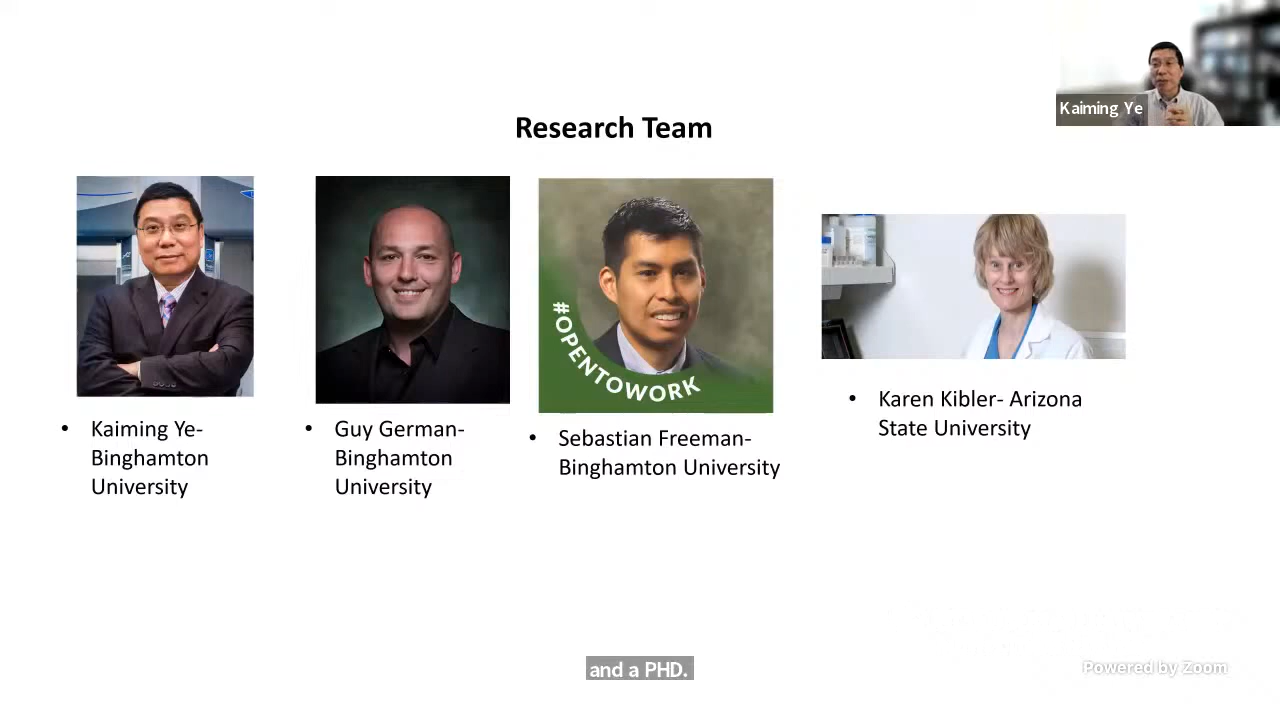 Kaiming Ye
Research Team
#OPENTOWORK
• Kaiming Ye-
Binghamton
University
• Guy German-
Binghamton
University
• Sebastian Freeman-
Binghamton University
• Karen Kibler- Arizona
State University
and a PHD.
Powered by Zoom